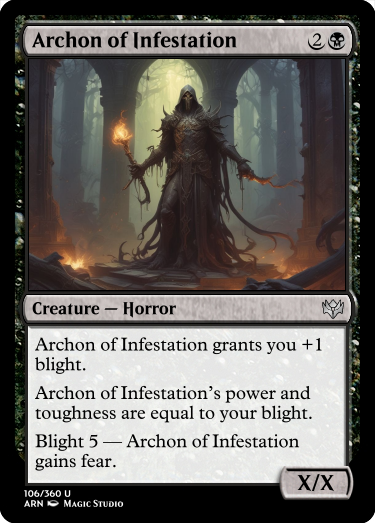 Archon of Infestation 2
Creature — Horror
Archon of Infestation grants you +1
blight.
Archon of Infestation's power and
toughness are equal to your blight.
Blight 5 — Archon of Infestation
gains fear.
X/X
106/360 U
ARN Magic Studio